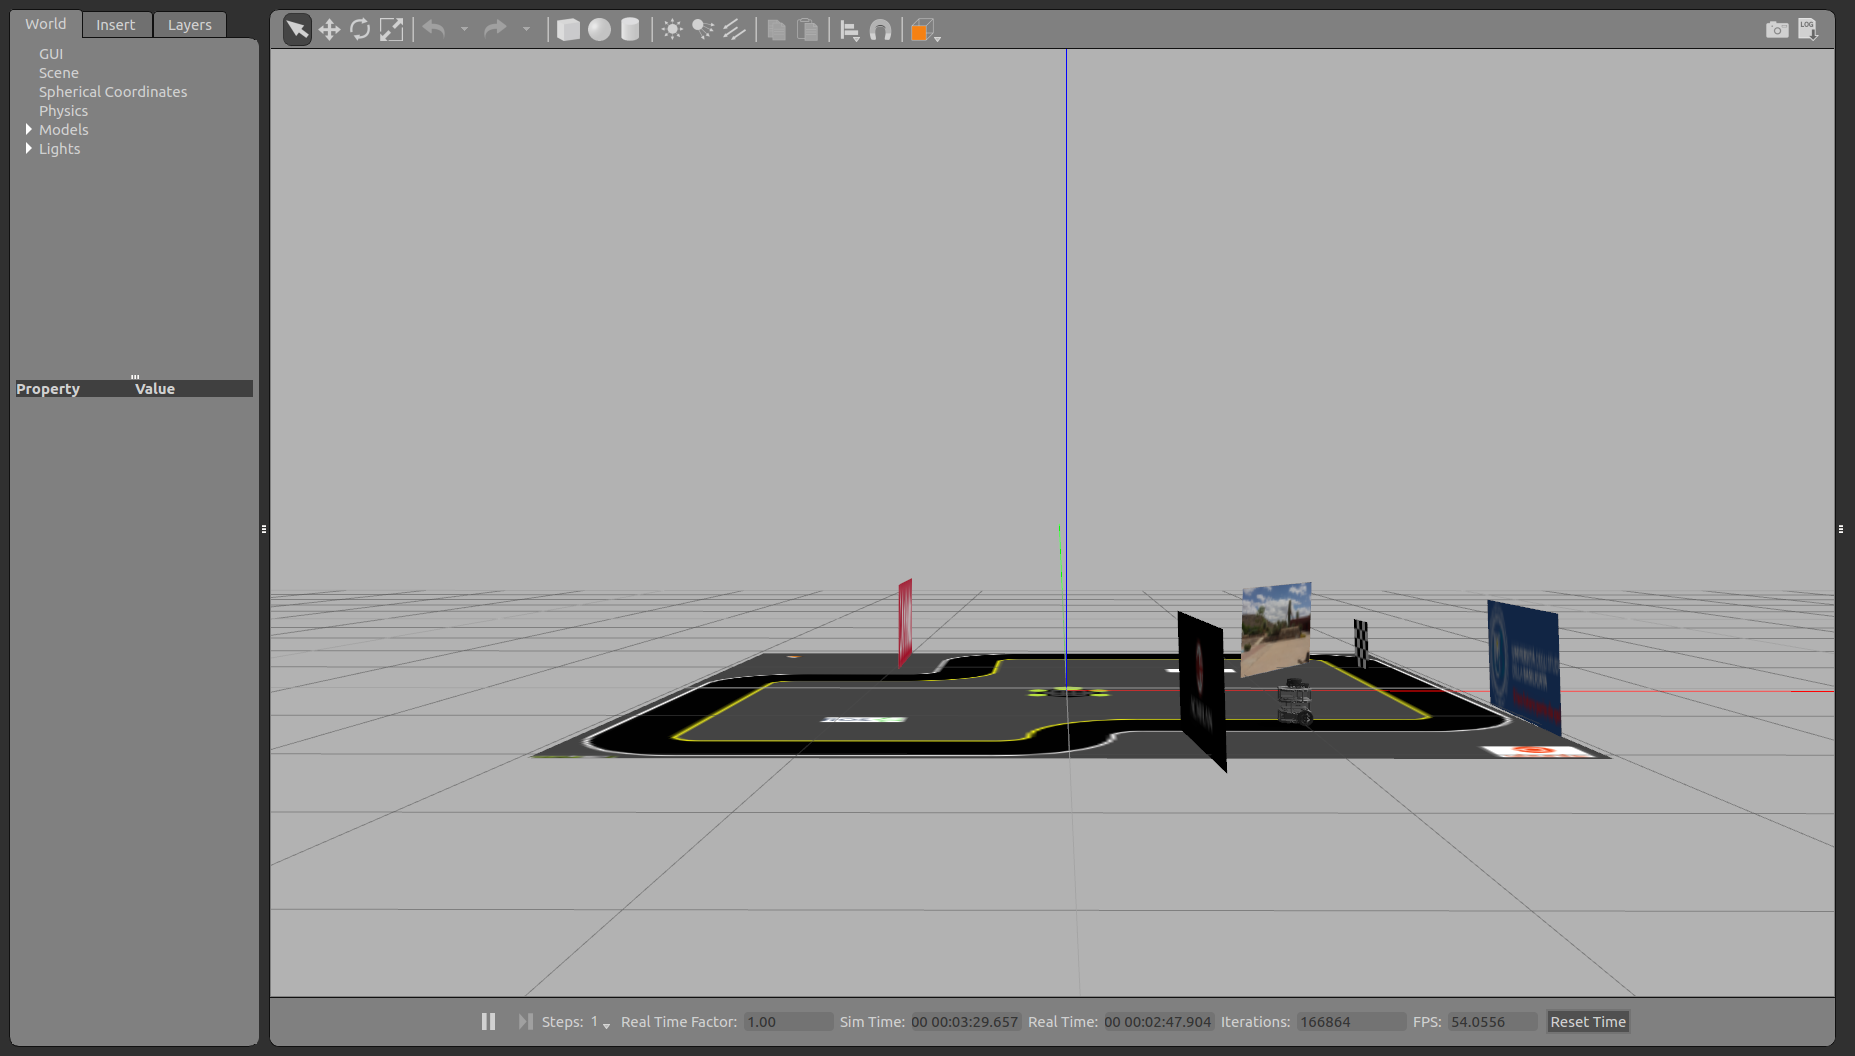 World Insert Layers
GUI
Scene
Spherical Coordinates
Physics
Models
Lights
Property Value
LOG
Steps: 1 Real Time Factor: 1.00 Sim Time: 00 00:03:29.657 Real Time: 00 00:02:47.904 Iterations: 166864 FPS: 54.0556 Reset Time